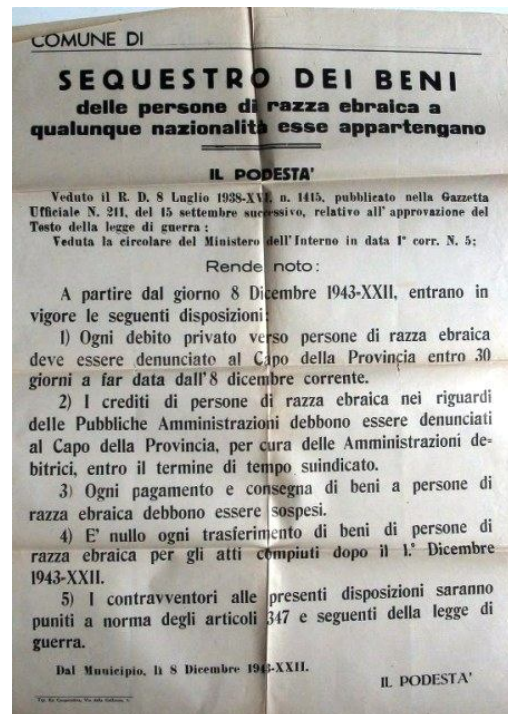 COMUNE DI
SEQUESTRO DEI BENI
delle persone di razza ebraica a
qualunque nazionalità esse appartengano
IL PODESTA'
Veduto il R. D. 8 Luglio 1938-XVI, n. 1415, pubblicato nella Gazzetta
Ufficiale N. 211, del 15 settembre successivo, relativo all'approvazione del
Testo della legge di guerra;
Veduta la circolare del Ministero dell'Interno in data 1° corr. N. 5;
Rende noto:
A partire dal giorno 8 Dicembre 1943-XXII, entrano in
vigore le seguenti disposizioni:
1) Ogni debito privato verso persone di razza ebraica
deve essere denunciato al Capo della Provincia entro 30
giorni a far data dall'8 dicembre corrente.
2) I crediti di persone di razza ebraica nei riguardi
delle Pubbliche Amministrazioni debbono essere denunciati
al Capo della Provincia, per cura delle Amministrazioni de=
bitrici, entro il termine di tempo suindicato.
3) Ogni pagamento e consegna di beni a persone di
razza ebraica debbono essere sospesi.
4) E' nullo ogni trasferimento di beni di persone di
razza ebraica per gli atti compiuti dopo il 1.° Dicembre
1943-XXII.
5) I contravventori alle presenti disposizioni saranno
puniti a norma degli articoli 347 e seguenti della legge di
guerra.
Dal Municipio, lì 8 Dicembre 1943-XXII.
IL PODESTA'